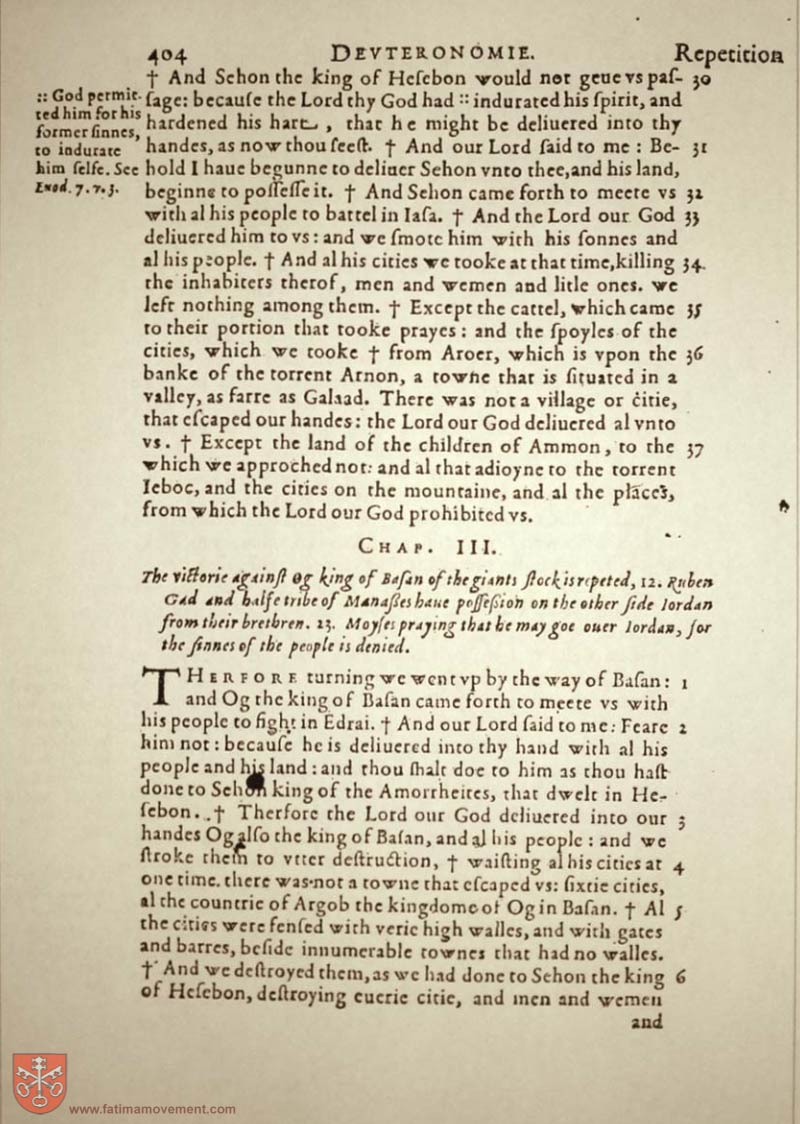 404 DEVTERONOMIE. Repetition
† And Sehon the king of Heſebon would not geue vs paſ- 30
ſage: becauſe the Lord thy God had :: indurated his ſpirit, and
hardened his hart, that he might be deliuered into thy
handes, as now thou ſeeſt. † And our Lord ſaid to me: Be- 31
hold I haue begunne to deliuer Sehon vnto thee, and his land,
beginne to poſſeſſe it. † And Sehon came forth to meete vs 32
with al his people to battel in Iaſa. † And the Lord our God 33
deliuered him to vs: and we ſmote him with his ſonnes and
al his people. † And al his cities we tooke at that time, killing 34
the inhabiters therof, men and wemen and litle ones. we
left nothing among them. † Except the cattel, which came 35
to their portion that tooke prayes: and the ſpoyles of the
cities, which we tooke † from Aroer, which is vpon the 36
banke of the torrent Arnon, a towne that is ſituated in a
valley, as farre as Galaad. There was not a village or citie,
that eſcaped our handes: the Lord our God deliuered al vnto
vs. † Except the land of the children of Ammon, to the 37
which we approched not: and al that adioyne to the torrent
Ieboc, and the cities on the mountaine, and al the places,
from which the Lord our God prohibited vs.
:: God permit-
ted him for his
former ſinnes,
to indurate
him ſelfe. See
Exod. 7. v. 3.
CHAP. III.
The victorie againſt Og king of Baſan of the giants ſtock is repeted, 12. Ruben
Gad and halfe tribe of Manaſſes haue poſſeſſion on the other ſide Iordan
from their brethren. 23. Moyſes praying that he may goe ouer Iordan, for
the ſinnes of the people is denied.
THERFORE turning we went vp by the way of Baſan: 1
and Og the king of Baſan came forth to meete vs with
his people to fight in Edrai. † And our Lord ſaid to me: Feare 2
him not: becauſe he is deliuered into thy hand with al his
people and his land: and thou ſhalt doe to him as thou haſt
done to Sehon king of the Amorrheites, that dwelt in He-
ſebon. † Therfore the Lord our God deliuered into our 3
handes Og alſo the king of Baſan, and al his people: and we
ſtroke them to vtter deſtruction, † waiſting al his cities at 4
one time. there was not a towne that eſcaped vs: ſixtie cities,
al the countrie of Argob the kingdome of Og in Baſan. † Al 5
the cities were fenſed with verie high walles, and with gates
and barres, beſide innumerable townes that had no walles.
† And we deſtroyed them, as we had done to Sehon the king 6
of Heſebon, deſtroying euerie citie, and men and wemen
and
www.fatimamovement.com